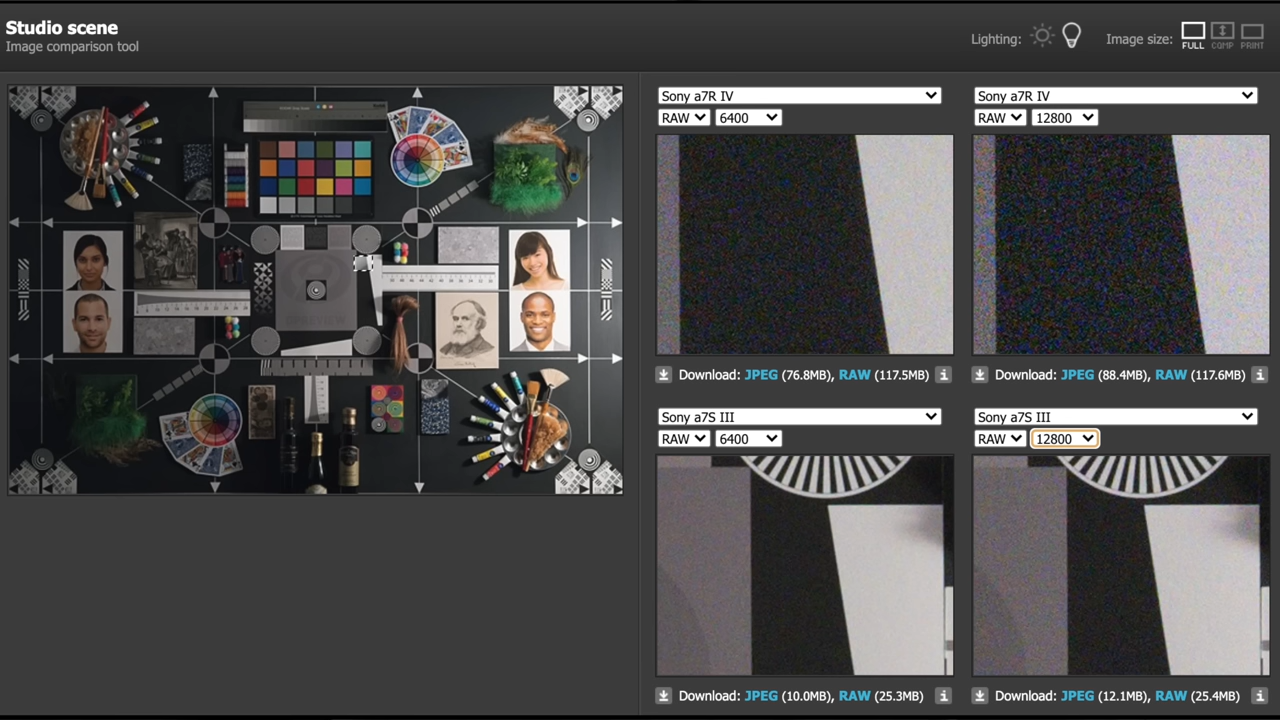 Studio scene
Image comparison tool
Lighting:
Image size:
FULL
COMP
PRINT
Sony a7R IV
RAW 6400
Download: JPEG (76.8MB), RAW (117.5MB)
Sony a7R IV
RAW 12800
Download: JPEG (88.4MB), RAW (117.6MB)
Sony a7S III
RAW 6400
Download: JPEG (10.0MB), RAW (25.3MB)
Sony a7S III
RAW 12800
Download: JPEG (12.1MB), RAW (25.4MB)